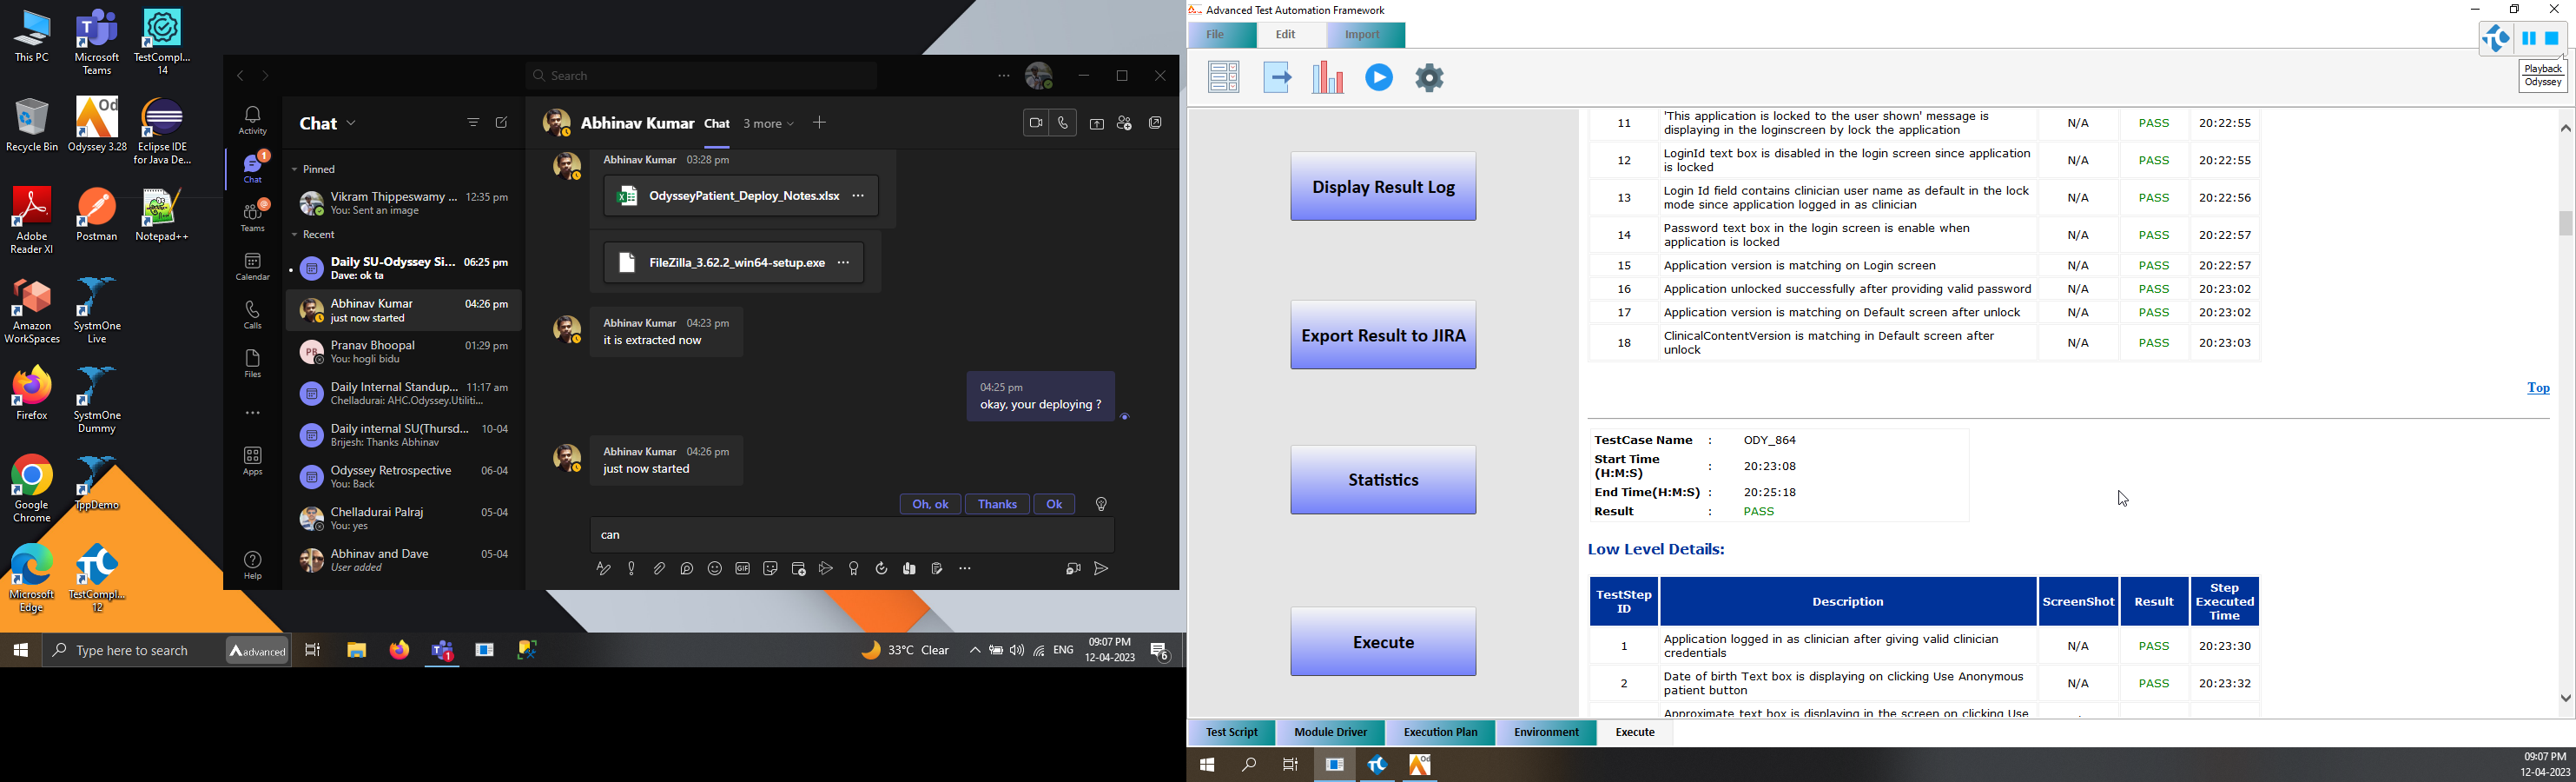 This PC
Microsoft
Teams
TestCompl...
14
Recycle Bin
Odyssey 3.28
Eclipse IDE
for Java De...
Adobe
Reader XI
Postman
Notepad++
Amazon
WorkSpaces
SystmOne
Live
Firefox
SystmOne
Dummy
Google
Chrome
TppDemo
Microsoft
Edge
TestCompl...
12
Search
Activity
Chat
Teams
Calendar
Calls
Files
Apps
Help
1
Chat
Pinned
Vikram Thippeswamy ... 12:35 pm
You: Sent an image
Recent
Daily SU-Odyssey Si... 06:25 pm
Dave: ok ta
Abhinav Kumar 04:26 pm
just now started
PB
Pranav Bhoopal 01:29 pm
You: hogli bidu
Daily Internal Standup... 11:17 am
Chelladurai: AHC.Odyssey.Utiliti...
Daily internal SU(Thursd... 10-04
Brijesh: Thanks Abhinav
Odyssey Retrospective 06-04
You: Back
Chelladurai Palraj 05-04
You: yes
Abhinav and Dave 05-04
User added
Abhinav Kumar Chat 3 more
Abhinav Kumar 03:28 pm
OdysseyPatient_Deploy_Notes.xlsx ...
FileZilla_3.62.2_win64-setup.exe ...
Abhinav Kumar 04:23 pm
it is extracted now
04:25 pm
okay, your deploying ?
Abhinav Kumar 04:26 pm
just now started
Oh, ok Thanks Ok
can
GIF
Type here to search
advanced
1
33°C Clear
ENG
09:07 PM
12-04-2023
6
Advanced Test Automation Framework
File Edit Import
Playback
Odyssey
Display Result Log
Export Result to JIRA
Statistics
Execute
11 'This application is locked to the user shown' message is displaying in the loginscreen by lock the application N/A PASS 20:22:55
12 LoginId text box is disabled in the login screen since application is locked N/A PASS 20:22:55
13 Login Id field contains clinician user name as default in the lock mode since application logged in as clinician N/A PASS 20:22:56
14 Password text box in the login screen is enable when application is locked N/A PASS 20:22:57
15 Application version is matching on Login screen N/A PASS 20:22:57
16 Application unlocked successfully after providing valid password N/A PASS 20:23:02
17 Application version is matching on Default screen after unlock N/A PASS 20:23:02
18 ClinicalContentVersion is matching in Default screen after unlock N/A PASS 20:23:03
Top
TestCase Name : ODY_864
Start Time (H:M:S) : 20:23:08
End Time(H:M:S) : 20:25:18
Result : PASS
Low Level Details:
TestStep ID Description ScreenShot Result Step Executed Time
1 Application logged in as clinician after giving valid clinician credentials N/A PASS 20:23:30
2 Date of birth Text box is displaying on clicking Use Anonymous patient button N/A PASS 20:23:32
Approximate text box is displaying in the screen on clicking Use
Test Script Module Driver Execution Plan Environment Execute
Od
09:07 PM
12-04-2023